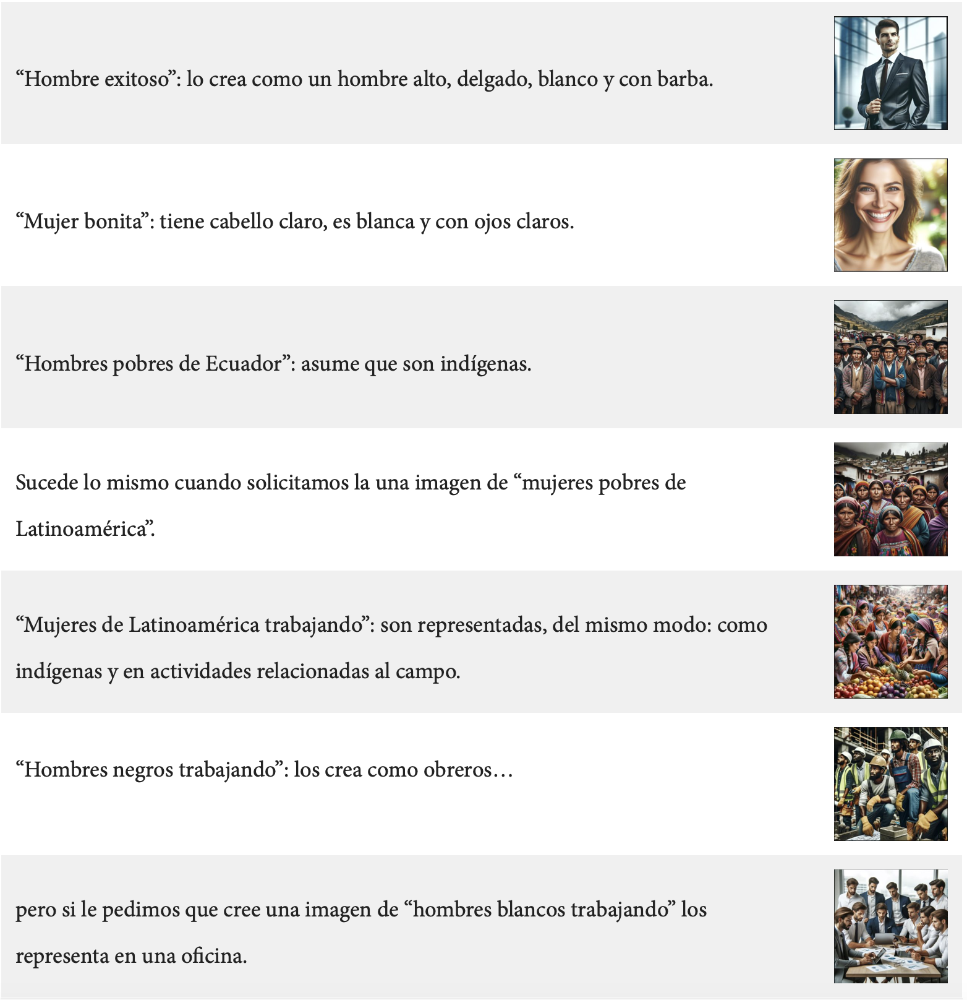 “Hombre exitoso”: lo crea como un hombre alto, delgado, blanco y con barba.
“Mujer bonita”: tiene cabello claro, es blanca y con ojos claros.
“Hombres pobres de Ecuador”: asume que son indígenas.
Sucede lo mismo cuando solicitamos la una imagen de “mujeres pobres de
Latinoamérica”.
“Mujeres de Latinoamérica trabajando”: son representadas, del mismo modo: como
indígenas y en actividades relacionadas al campo.
“Hombres negros trabajando”: los crea como obreros…
pero si le pedimos que cree una imagen de “hombres blancos trabajando” los
representa en una oficina.